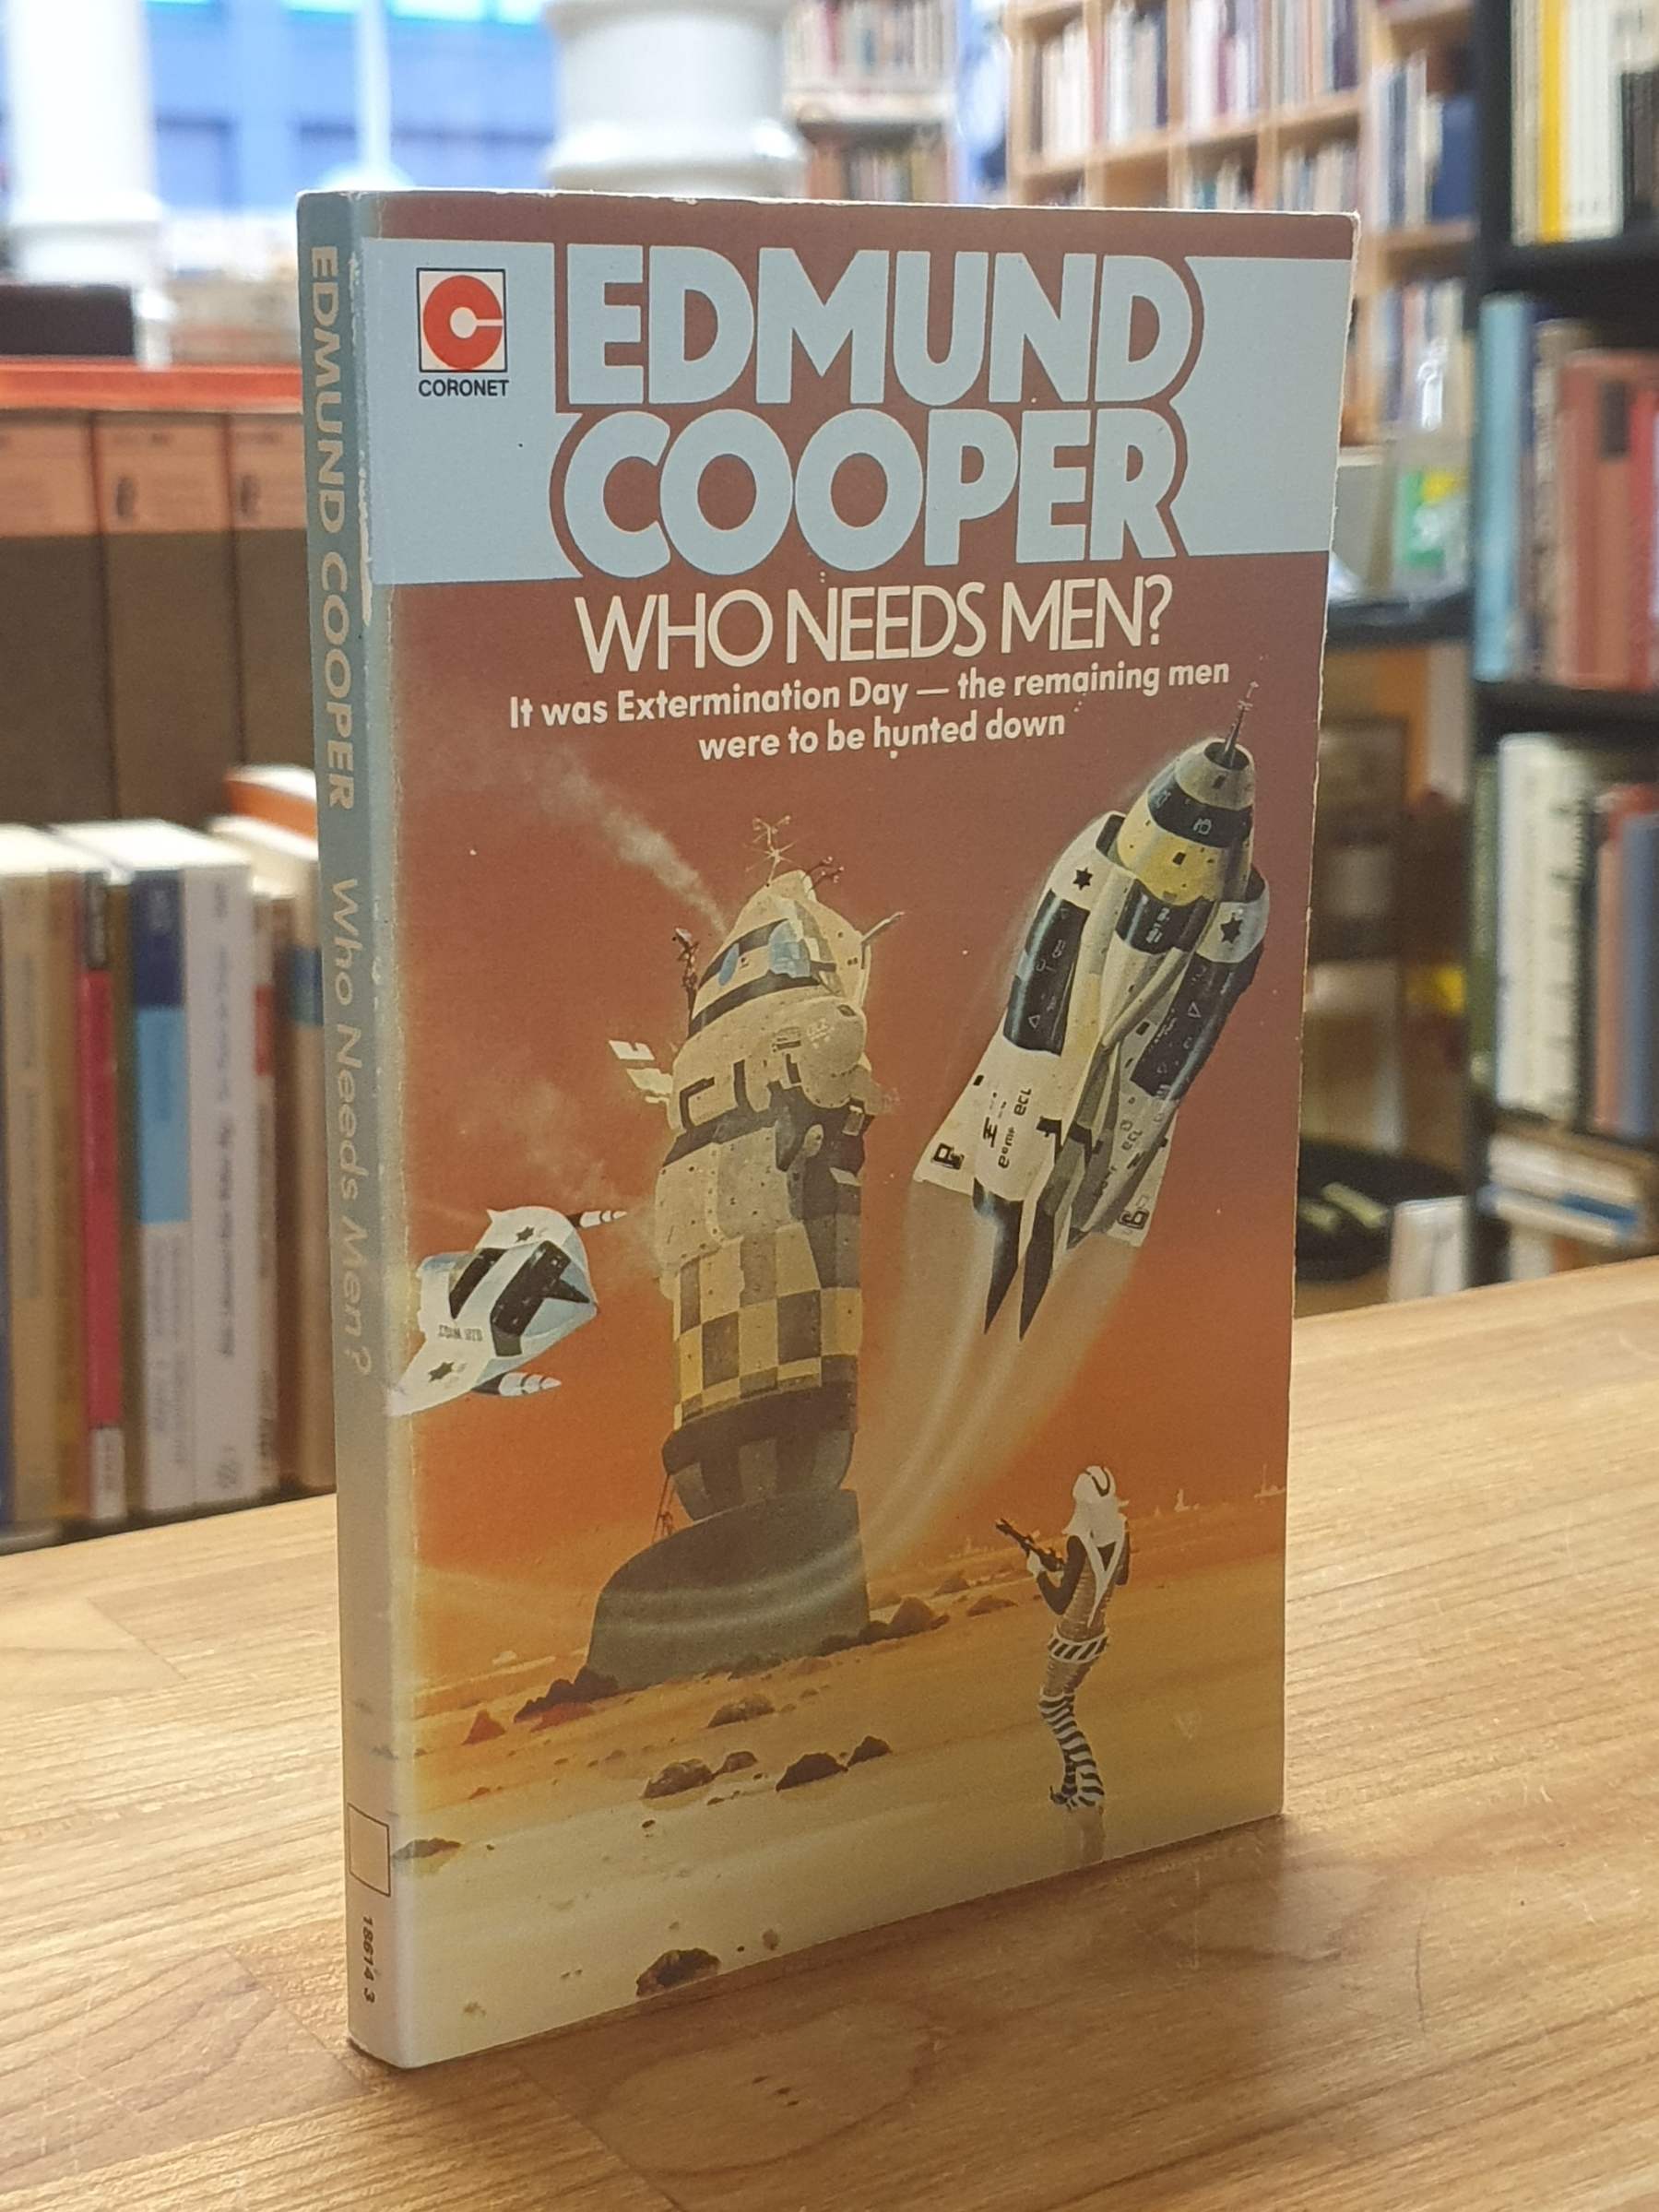 CORONET
EDMUND
COOPER
WHO NEEDS MEN?
It was Extermination Day — the remaining men
were to be hunted down
EDMUND COOPER Who Needs Men?
18614 3